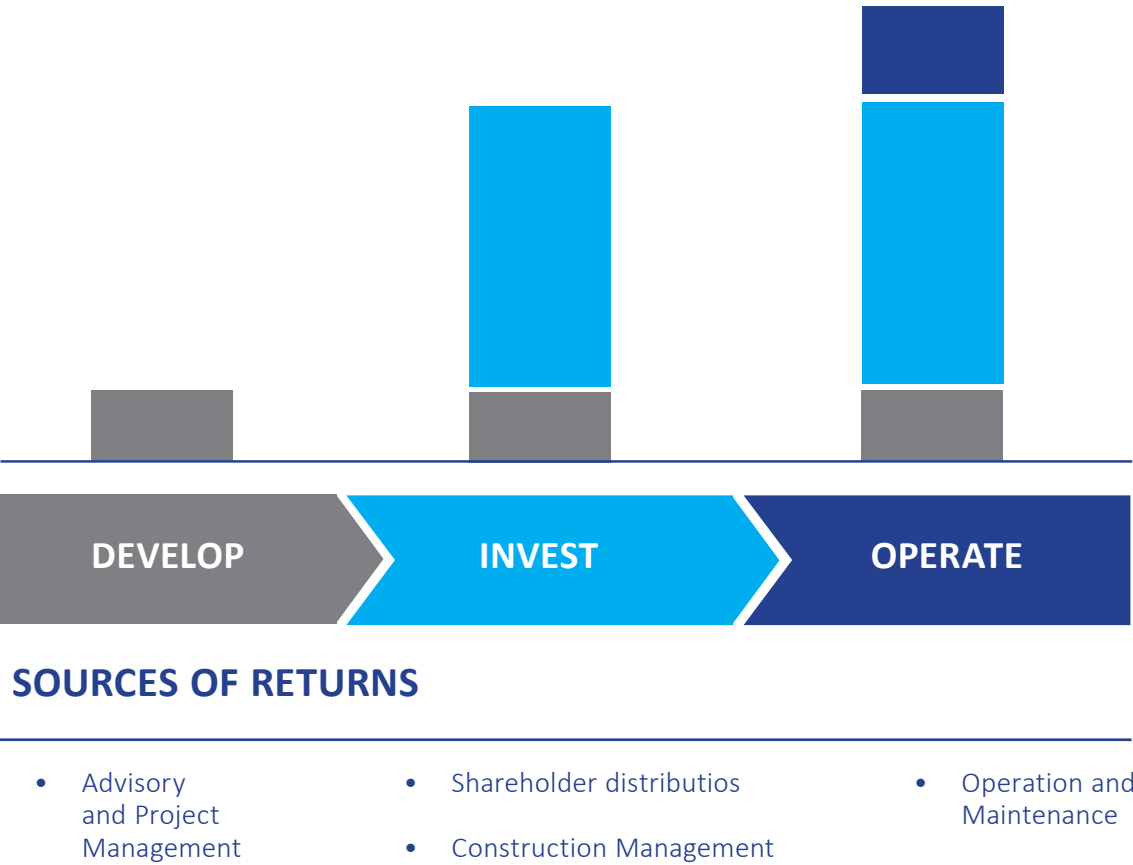 DEVELOP
INVEST
OPERATE
SOURCES OF RETURNS
• Advisory
and Project
Management
• Shareholder distributios
• Construction Management
• Operation and
Maintenance